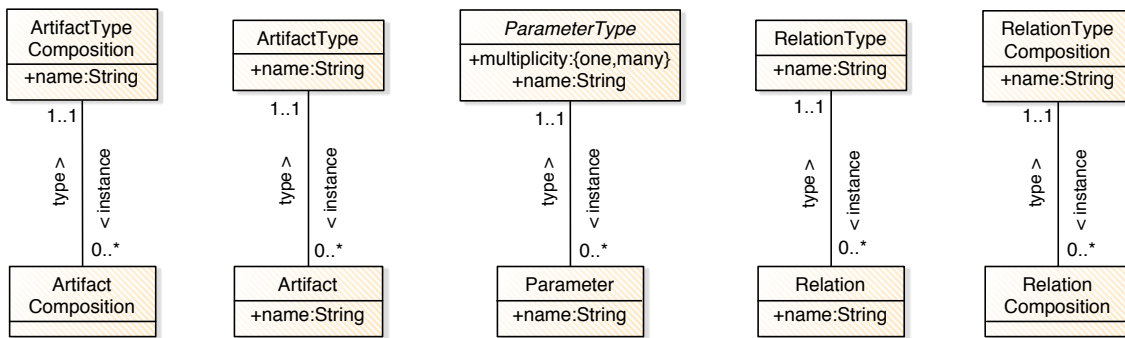 ArtifactType
Composition
+name:String
1..1
type >
< instance
0..*
Artifact
Composition
ArtifactType
+name:String
1..1
type >
< instance
0..*
Artifact
+name:String
ParameterType
+multiplicity:{one,many}
+name:String
1..1
type >
< instance
0..*
Parameter
+name:String
RelationType
+name:String
1..1
type >
< instance
0..*
Relation
+name:String
RelationType
Composition
+name:String
1..1
type >
< instance
0..*
Relation
Composition